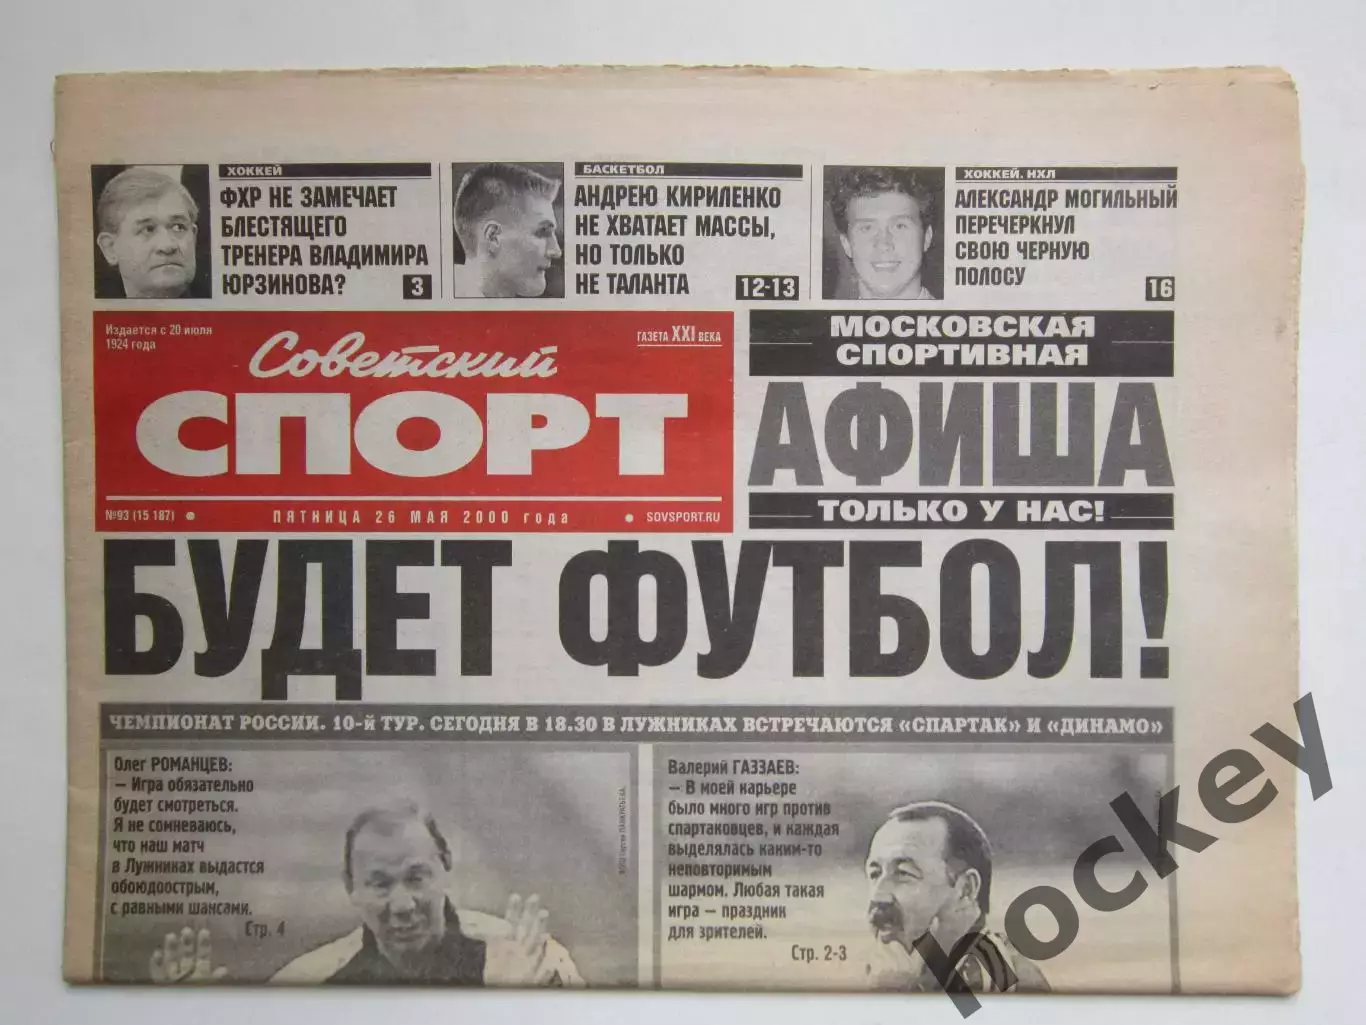 ХОККЕЙ
ФХР НЕ ЗАМЕЧАЕТ
БЛЕСТЯЩЕГО
ТРЕНЕРА ВЛАДИМИРА
ЮРЗИНОВА?
3
БАСКЕТБОЛ
АНДРЕЮ КИРИЛЕНКО
НЕ ХВАТАЕТ МАССЫ,
НО ТОЛЬКО
НЕ ТАЛАНТА
12-13
ХОККЕЙ. НХЛ
АЛЕКСАНДР МОГИЛЬНЫЙ
ПЕРЕЧЕРКНУЛ
СВОЮ ЧЕРНУЮ
ПОЛОСУ
16
Издается с 20 июля
1924 года
ГАЗЕТА XXI ВЕКА
Советский
СПОРТ
№93 (15 187)
ПЯТНИЦА 26 МАЯ 2000 года
SOVSPORT.RU
МОСКОВСКАЯ
СПОРТИВНАЯ
АФИША
ТОЛЬКО У НАС!
БУДЕТ ФУТБОЛ!
ЧЕМПИОНАТ РОССИИ. 10-й ТУР. СЕГОДНЯ В 18.30 В ЛУЖНИКАХ ВСТРЕЧАЮТСЯ «СПАРТАК» И «ДИНАМО»
Олег РОМАНЦЕВ:
— Игра обязательно
будет смотреться.
Я не сомневаюсь,
что наш матч
в Лужниках выдастся
обоюдоострым,
с равными шансами.
Стр. 4
Валерий ГАЗЗАЕВ:
— В моей карьере
было много игр против
спартаковцев, и каждая
выделялась каким-то
неповторимым
шармом. Любая такая
игра — праздник
для зрителей.
Стр. 2-3
hockey